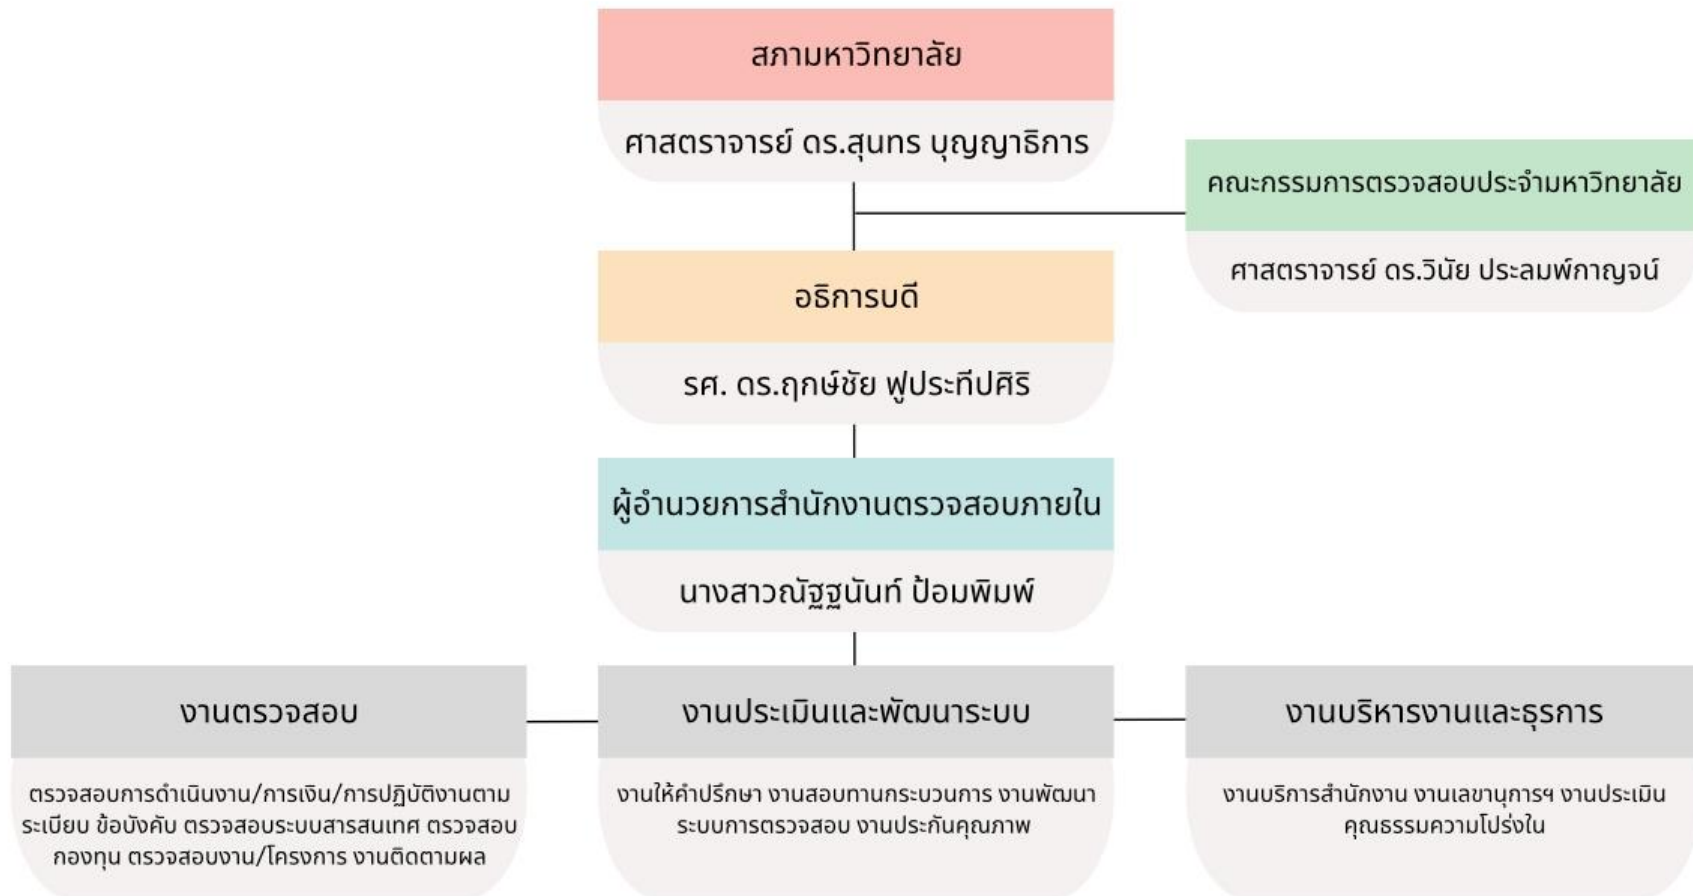 สภามหาวิทยาลัย
ศาสตราจารย์ ดร.สุนทร บุญญาธิการ
คณะกรรมการตรวจสอบประจำมหาวิทยาลัย
ศาสตราจารย์ ดร.วินัย ประลมพ์กาญจน์
อธิการบดี
รศ. ดร.ฤกษ์ชัย ฟูประทีปศิริ
ผู้อำนวยการสำนักงานตรวจสอบภายใน
นางสาวณัฐฐนันท์ ป้อมพิมพ์
งานตรวจสอบ
ตรวจสอบการดำเนินงาน/การเงิน/การปฏิบัติงานตาม
ระเบียบ ข้อบังคับ ตรวจสอบระบบสารสนเทศ ตรวจสอบ
กองทุน ตรวจสอบงาน/โครงการ งานติดตามผล
งานประเมินและพัฒนาระบบ
งานให้คำปรึกษา งานสอบทานกระบวนการ งานพัฒนา
ระบบการตรวจสอบ งานประกันคุณภาพ
งานบริหารงานและธุรการ
งานบริการสำนักงาน งานเลขานุการฯ งานประเมิน
คุณธรรมความโปร่งใน